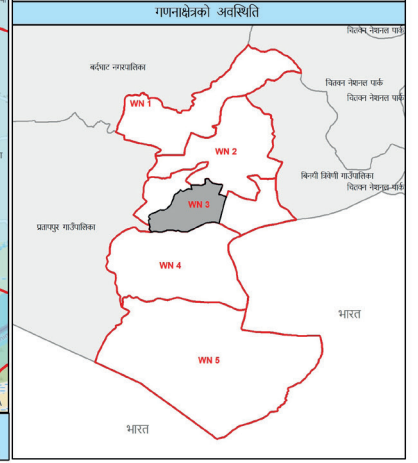 गणनाक्षेत्रको अवस्थिति
चितवन नेशनल पार्क
बर्दघाट नगरपालिका
चितवन नेशनल पार्क
चितवन नेशनल पार्क
WN 1
WN 2
बिनयी त्रिवेणी गाउँपालिका
चितवन नेशनल पार्क
WN 3
प्रतापपुर गाउँपालिका
WN 4
भारत
WN 5
भारत